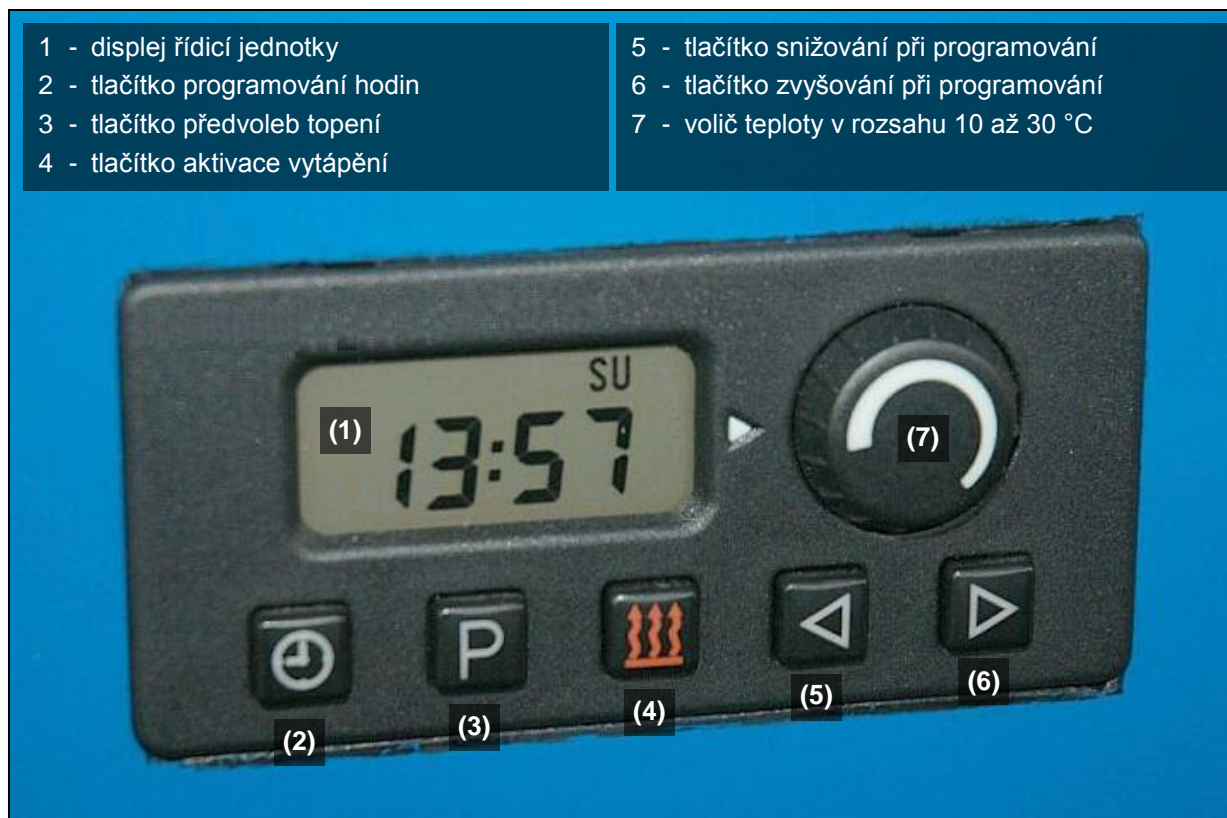 1 - displej řídicí jednotky
2 - tlačítko programování hodin
3 - tlačítko předvoleb topení
4 - tlačítko aktivace vytápění
5 - tlačítko snižování při programování
6 - tlačítko zvyšování při programování
7 - volič teploty v rozsahu 10 až 30 °C
SU
(1)
13:57
(7)
P
(2)
(3)
(4)
(5)
(6)